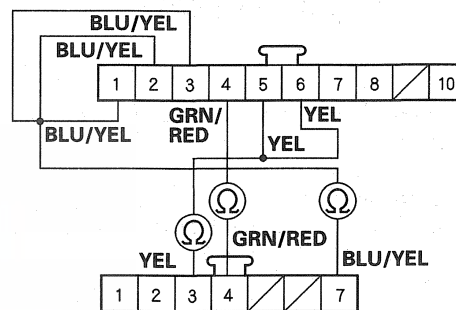 BLU/YEL
BLU/YEL
1 2 3 4 5 6 7 8 10
BLU/YEL
GRN/
RED
YEL
YEL
Ω
Ω
Ω
GRN/RED
YEL
BLU/YEL
1 2 3 4 7